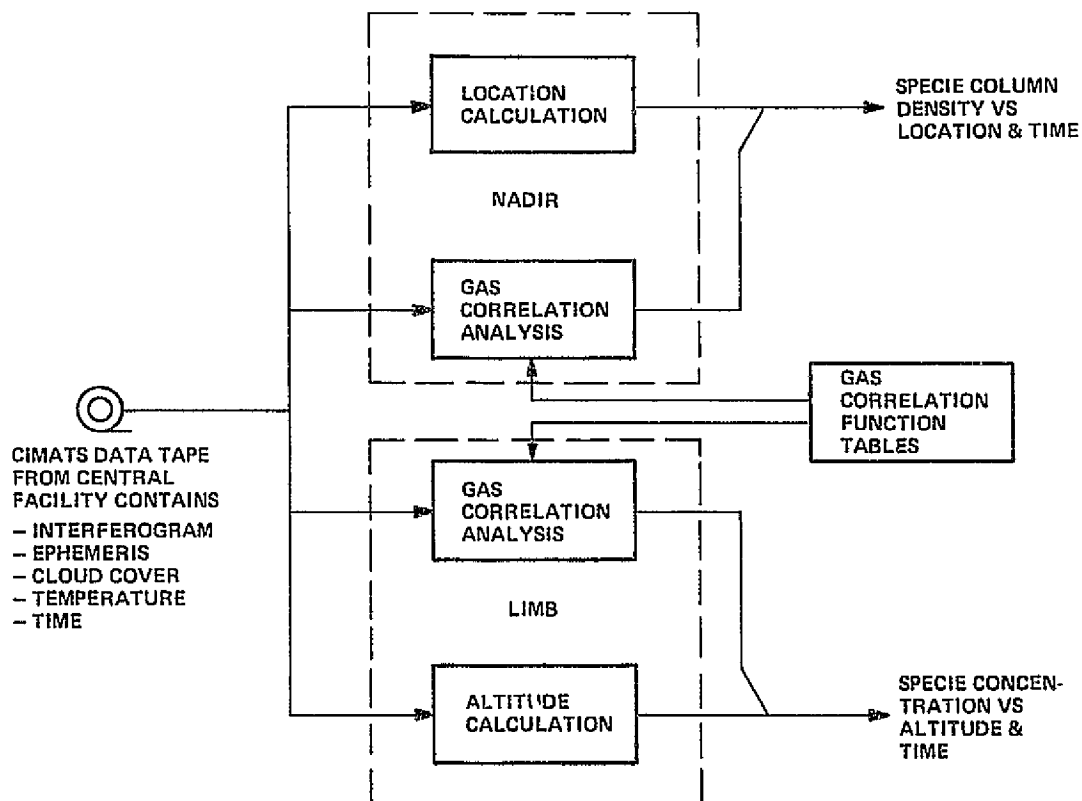 LOCATION
CALCULATION
SPECIE COLUMN
DENSITY VS
LOCATION & TIME
NADIR
GAS
CORRELATION
ANALYSIS
GAS
CORRELATION
FUNCTION
TABLES
CIMATS DATA TAPE
FROM CENTRAL
FACILITY CONTAINS
– INTERFEROGRAM
– EPHEMERIS
– CLOUD COVER
– TEMPERATURE
– TIME
GAS
CORRELATION
ANALYSIS
LIMB
ALTITUDE
CALCULATION
SPECIE CONCEN-
TRATION VS
ALTITUDE &
TIME